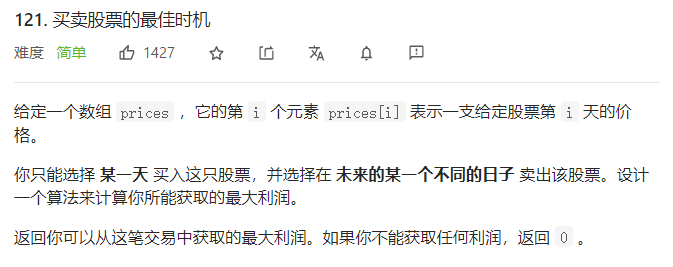 121. 买卖股票的最佳时机
难度 简单 1427
给定一个数组 prices ，它的第 i 个元素 prices[i] 表示一支给定股票第 i 天的价
格。
你只能选择 某一天 买入这只股票，并选择在 未来的某一个不同的日子 卖出该股票。设计
一个算法来计算你所能获取的最大利润。
返回你可以从这笔交易中获取的最大利润。如果你不能获取任何利润，返回 0 。